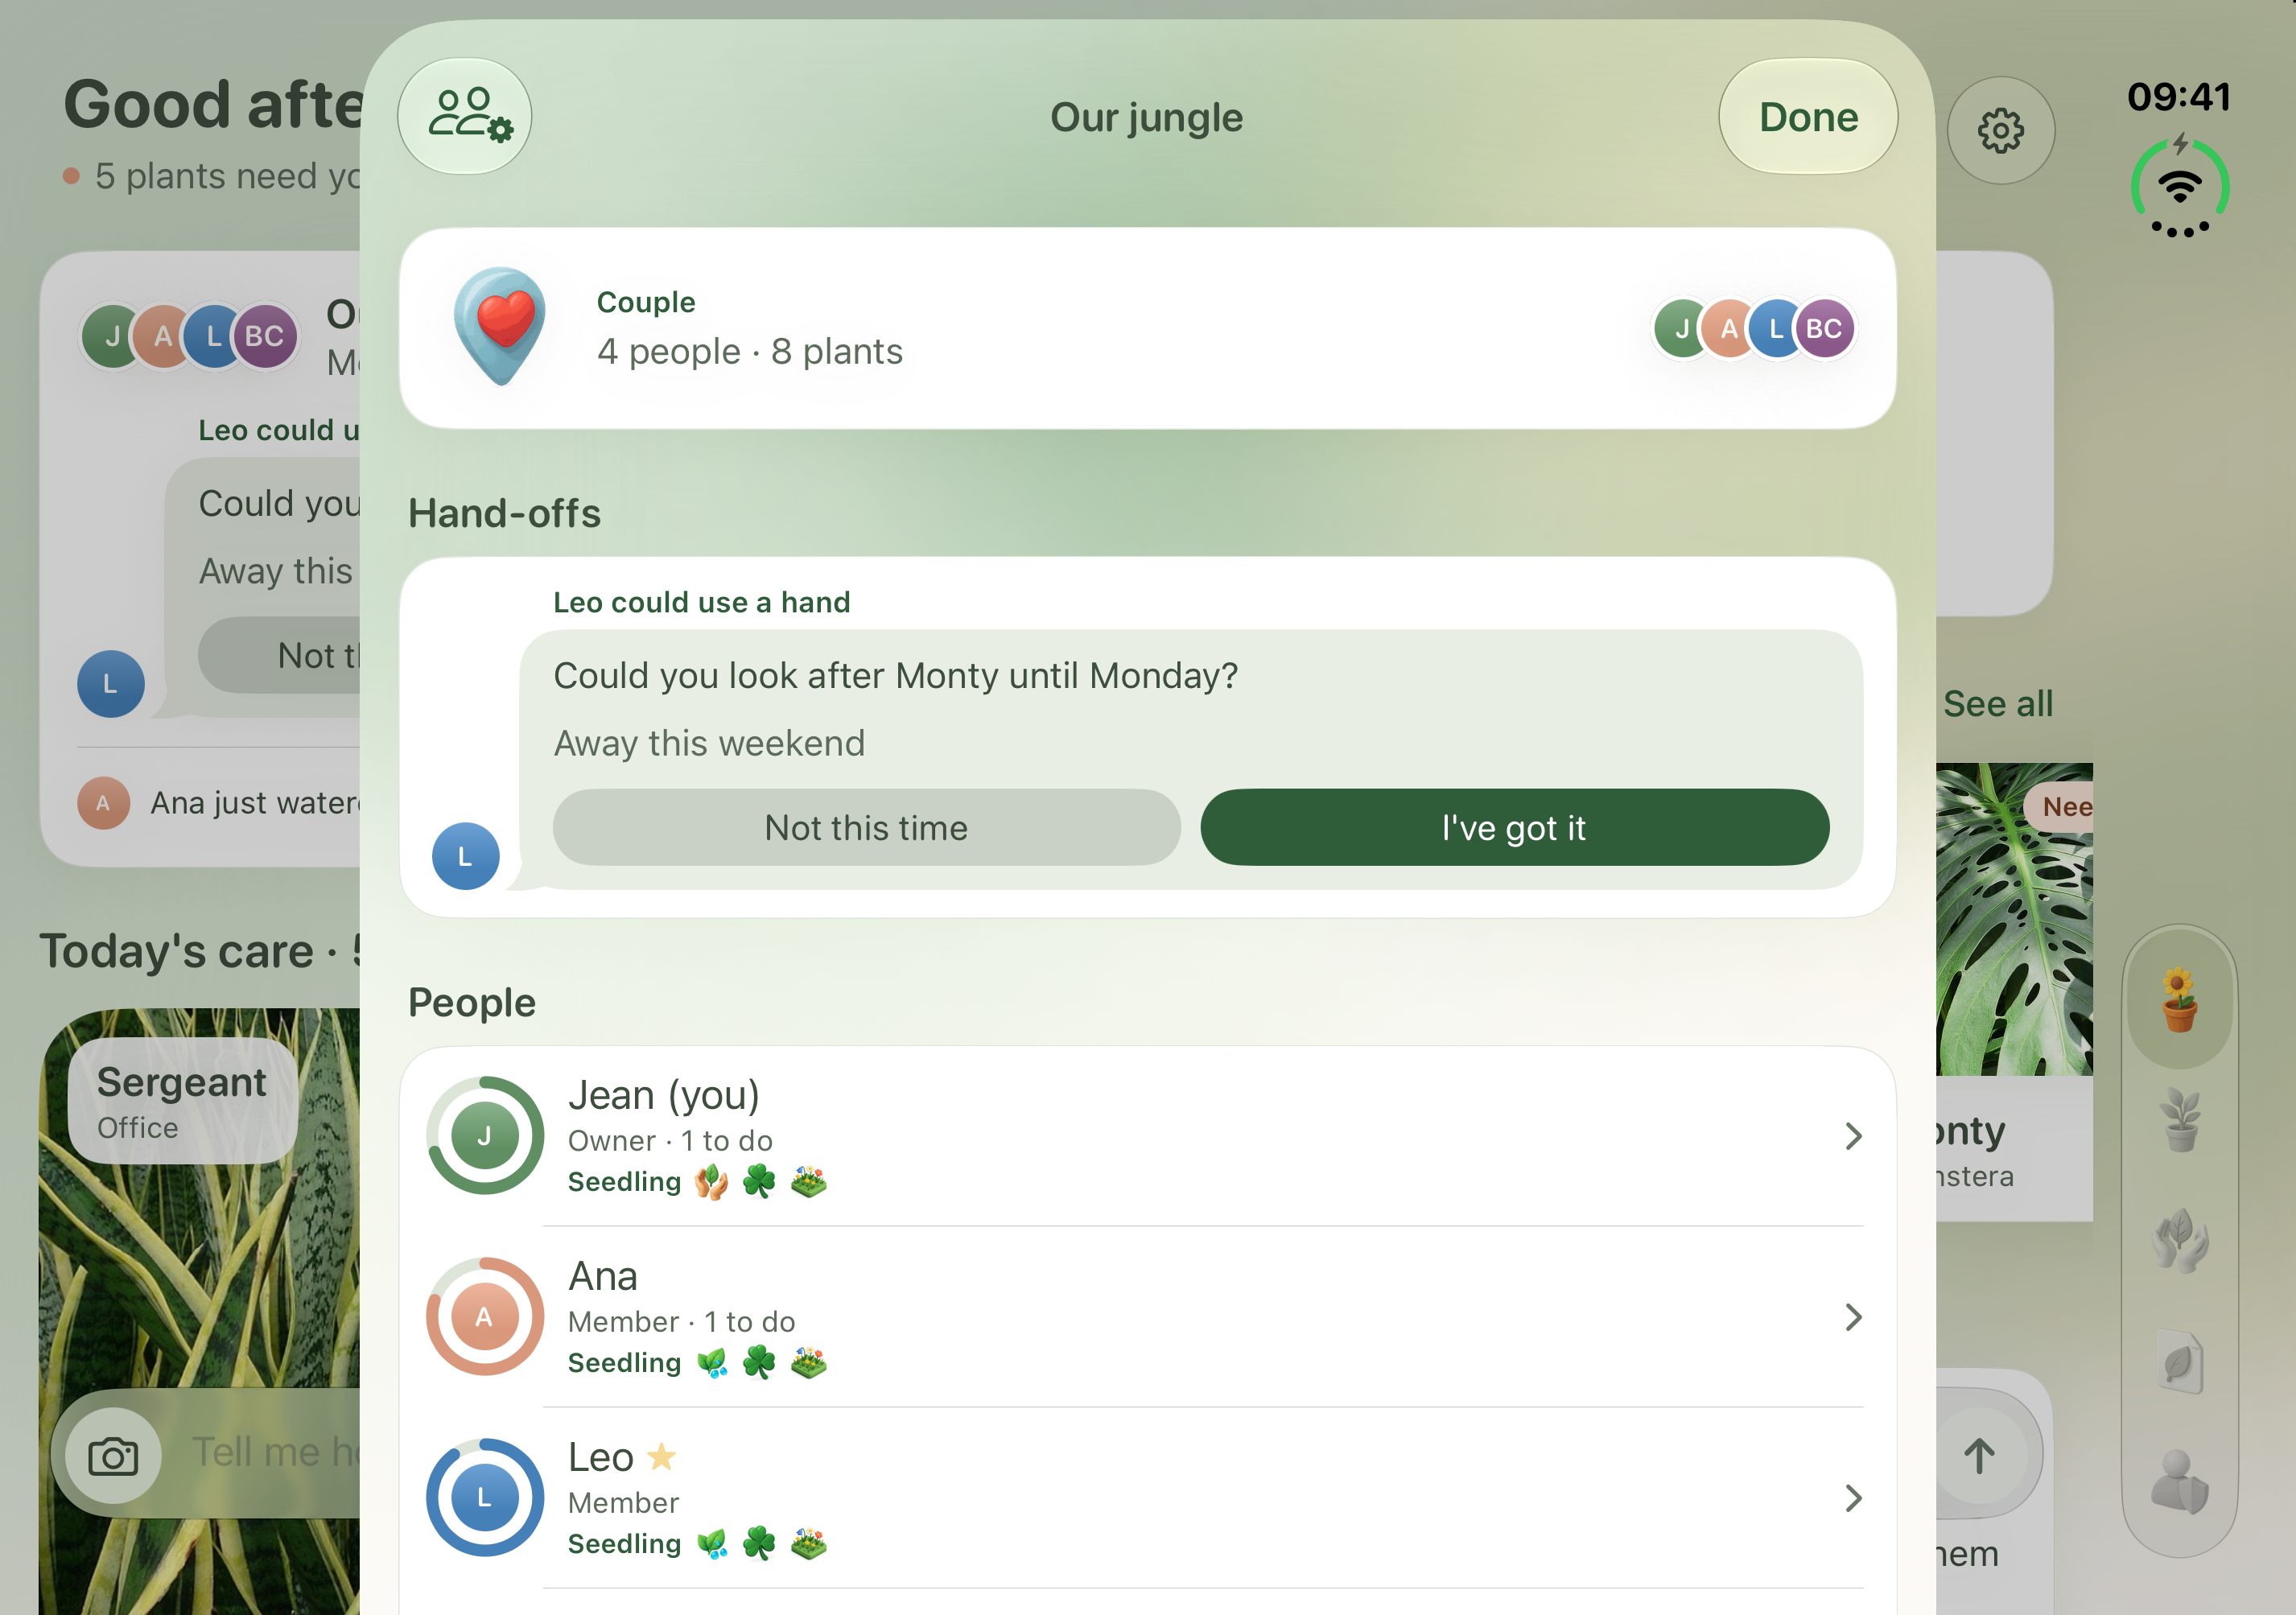 Good afte
5 plants need yo
J A L BC
Leo could u
Could you
Away this
Not tl
L
A
Ana just water
Today's care · 5
Sergeant
Office
Tell me h
Our jungle
Done
Couple
4 people · 8 plants
J A L BC
Hand-offs
Leo could use a hand
Could you look after Monty until Monday?
Away this weekend
Not this time
I've got it
L
People
J
Jean (you)
Owner · 1 to do
Seedling
A
Ana
Member · 1 to do
Seedling
L
Leo
Member
Seedling
09:41
See all
Nee
onty
nstera
hem